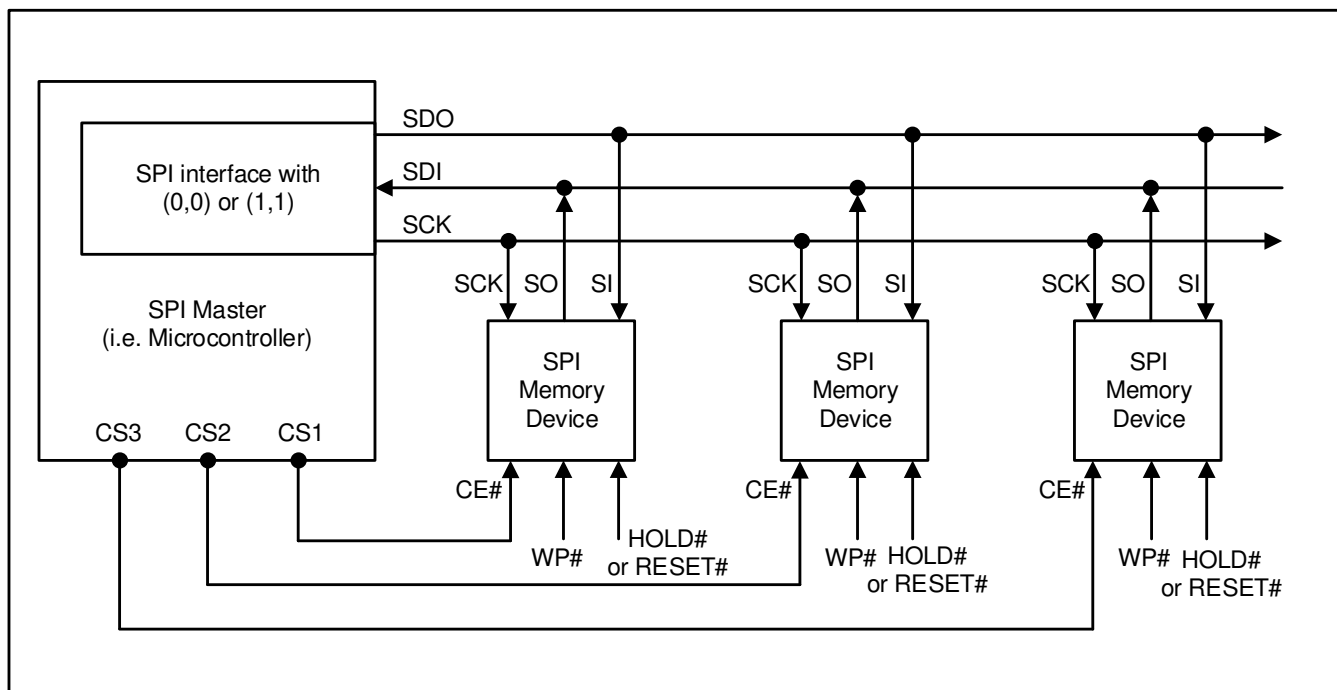 SDO
SPI interface with
(0,0) or (1,1)
SDI
SCK
SPI Master
(i.e. Microcontroller)
SCK SO SI
SCK SO SI
SCK SO SI
SPI
Memory
Device
SPI
Memory
Device
SPI
Memory
Device
CS3 CS2 CS1
CE#
WP#
HOLD#
or RESET#
CE#
WP#
HOLD#
or RESET#
CE#
WP#
HOLD#
or RESET#